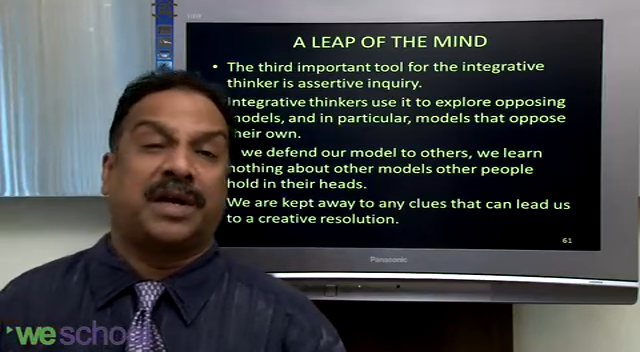 A LEAP OF THE MIND
• The third important tool for the integrative
thinker is assertive inquiry.
Integrative thinkers use it to explore opposing
models, and in particular, models that oppose
their own.
we defend our model to others, we learn
nothing about other models other people
hold in their heads.
We are kept away to any clues that can lead us
to a creative resolution.
61
Panasonic
we school